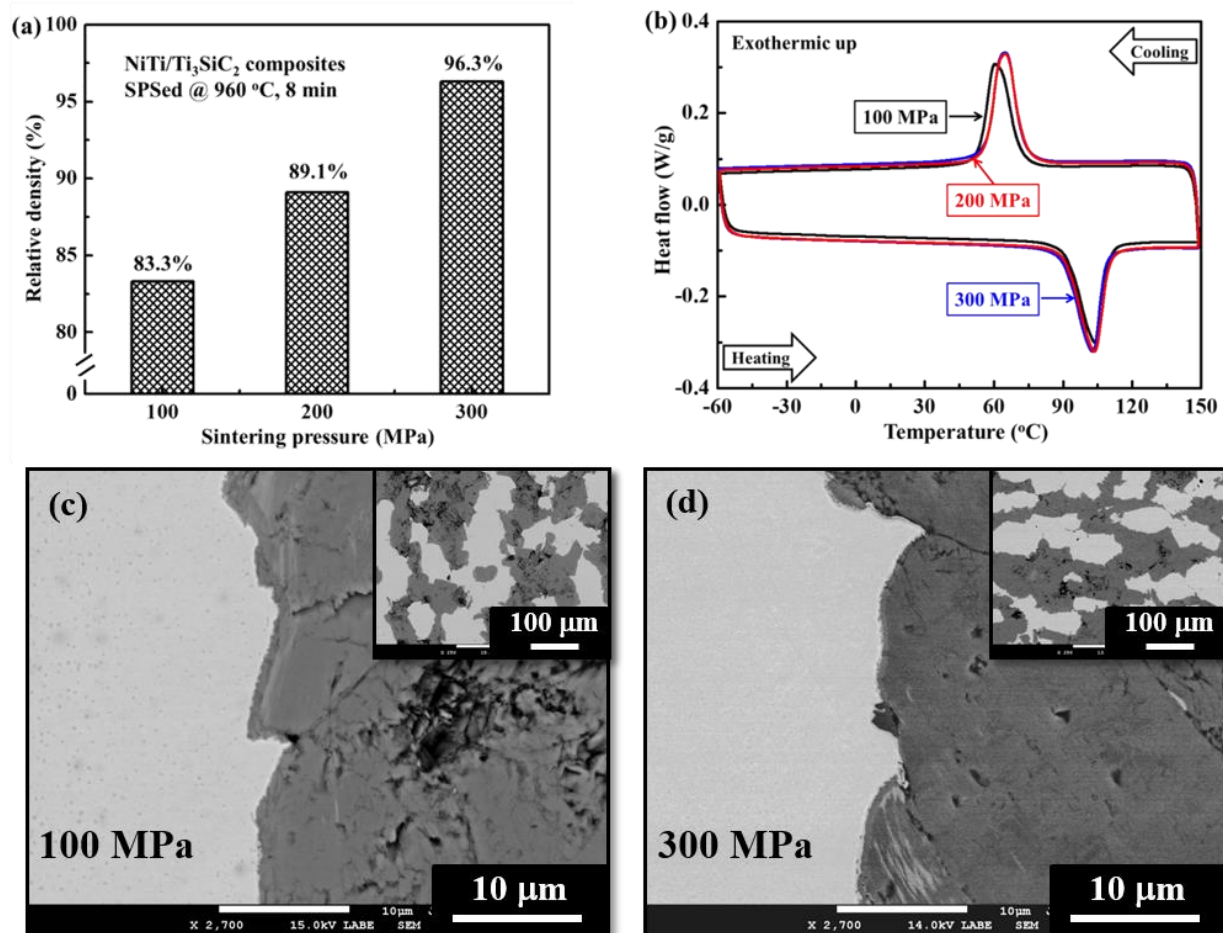 (a)
100
95
90
85
80
0
Relative density (%)
NiTi/Ti₃SiC₂ composites
SPSed @ 960 °C, 8 min
83.3%
89.1%
96.3%
100
200
300
Sintering pressure (MPa)
(b)
0.4
0.2
0.0
-0.2
-0.4
Heat flow (W/g)
Exothermic up
Cooling
100 MPa
200 MPa
300 MPa
Heating
-60
0
60
120
150
Temperature (°C)
(c)
100 µm
100 MPa
10 µm
10µm
X 2,700 15.0kV LABE SEM
(d)
100 µm
300 MPa
10 µm
10µm
X 2,700 14.0kV LABE SEM